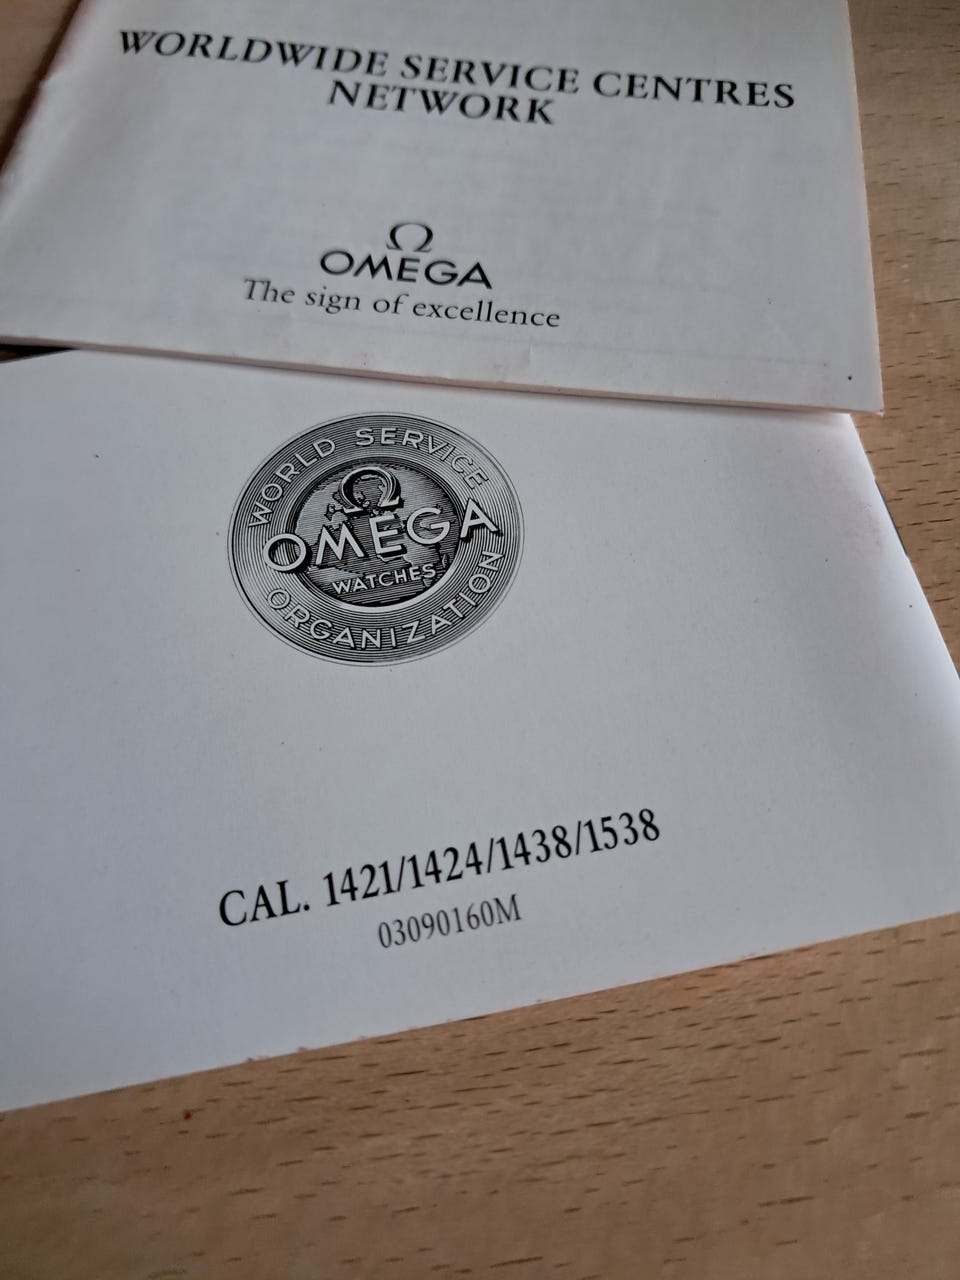 WORLDWIDE SERVICE CENTRES
NETWORK
Ω
OMEGA
The sign of excellence
WORLD SERVICE
Ω
OMEGA
WATCHES
ORGANIZATION
CAL. 1421/1424/1438/1538
03090160M